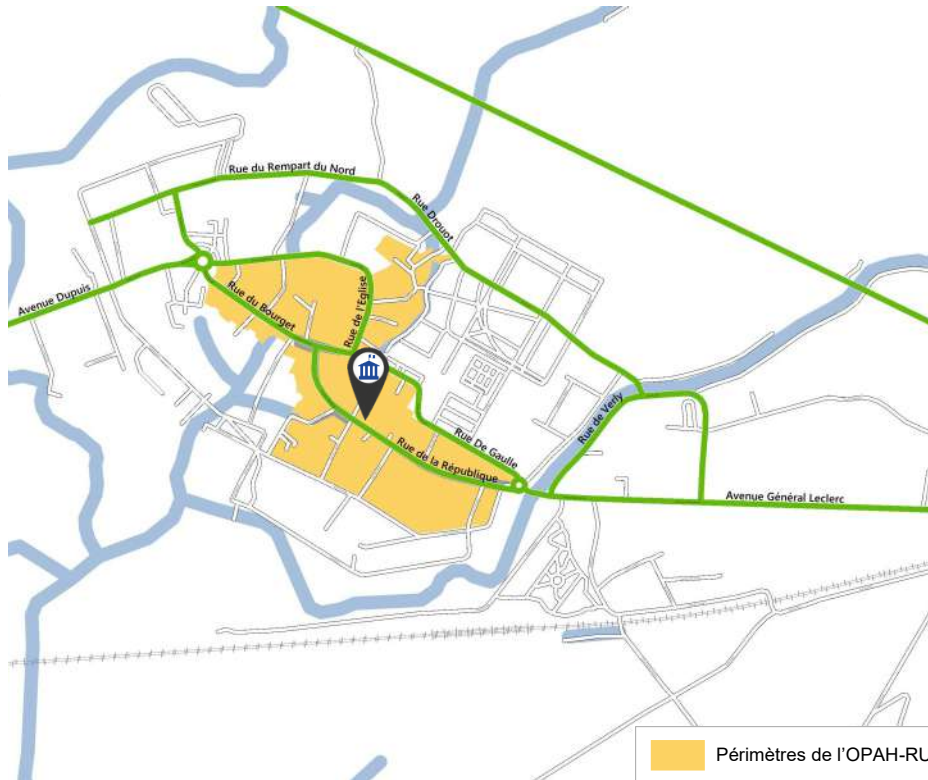 Rue du Rempart du Nord
Rue Drouot
Avenue Dupuis
Rue du Bourget
Rue de l'Eglise
Rue de Verfy
Rue De Gaulle
Rue de la République
Avenue Général Leclerc
Périmètres de l'OPAH-RU